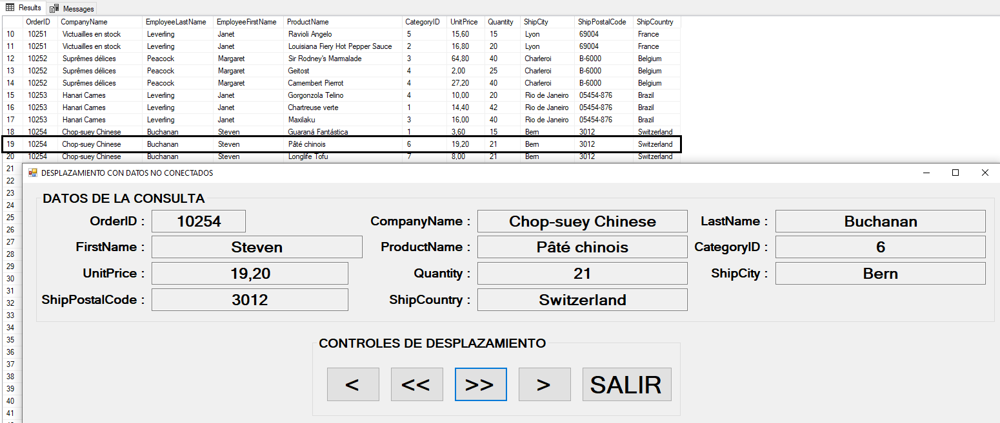 Results Messages
OrderID CompanyName EmployeeLastName EmployeeFirstName ProductName CategoryID UnitPrice Quantity ShipCity ShipPostalCode ShipCountry
10 10251 Victuailles en stock Leverling Janet Ravioli Angelo 5 15,60 15 Lyon 69004 France
11 10251 Victuailles en stock Leverling Janet Louisiana Fiery Hot Pepper Sauce 2 16,80 20 Lyon 69004 France
12 10252 Suprêmes délices Peacock Margaret Sir Rodney's Marmalade 3 64,80 40 Charleroi B-6000 Belgium
13 10252 Suprêmes délices Peacock Margaret Geitost 4 2,00 25 Charleroi B-6000 Belgium
14 10252 Suprêmes délices Peacock Margaret Camembert Pierrot 4 27,20 40 Charleroi B-6000 Belgium
15 10253 Hanari Carnes Leverling Janet Gorgonzola Telino 4 10,00 20 Rio de Janeiro 05454-876 Brazil
16 10253 Hanari Carnes Leverling Janet Chartreuse verte 1 14,40 42 Rio de Janeiro 05454-876 Brazil
17 10253 Hanari Carnes Leverling Janet Maxilaku 3 16,00 40 Rio de Janeiro 05454-876 Brazil
18 10254 Chop-suey Chinese Buchanan Steven Guaraná Fantástica 1 3,60 15 Bern 3012 Switzerland
19 10254 Chop-suey Chinese Buchanan Steven Pâté chinois 6 19,20 21 Bern 3012 Switzerland
20 10254 Chop-suey Chinese Buchanan Steven Longlife Tofu 7 8,00 21 Bern 3012 Switzerland
21
22
23
24
25
26
27
28
29
30
31
32
33
34
35
36
37
38
39
40
41
DESPLAZAMIENTO CON DATOS NO CONECTADOS
DATOS DE LA CONSULTA
OrderID : 10254 CompanyName : Chop-suey Chinese LastName : Buchanan
FirstName : Steven ProductName : Pâté chinois CategoryID : 6
UnitPrice : 19,20 Quantity : 21 ShipCity : Bern
ShipPostalCode : 3012 ShipCountry : Switzerland
CONTROLES DE DESPLAZAMIENTO
< << >> > SALIR